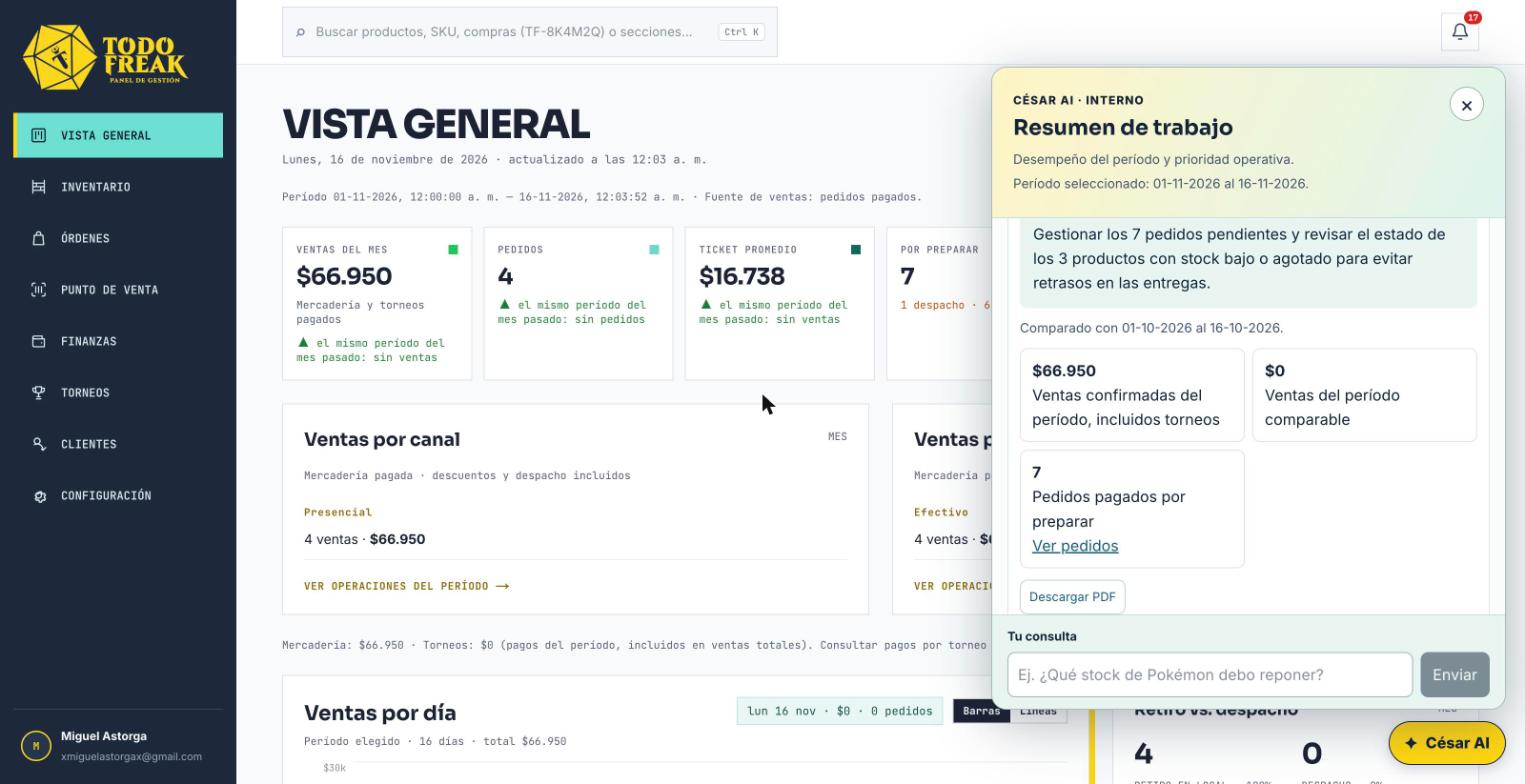 TODO
FREAK
PANEL DE GESTIÓN
VISTA GENERAL
INVENTARIO
ÓRDENES
PUNTO DE VENTA
FINANZAS
TORNEOS
CLIENTES
CONFIGURACIÓN
M
Miguel Astorga
xmiguelastorgax@gmail.com
Buscar productos, SKU, compras (TF-8K4M2Q) o secciones...
Ctrl K
17
VISTA GENERAL
Lunes, 16 de noviembre de 2026 · actualizado a las 12:03 a. m.
Período 01-11-2026, 12:00:00 a. m. — 16-11-2026, 12:03:52 a. m. · Fuente de ventas: pedidos pagados.
VENTAS DEL MES
$66.950
Mercadería y torneos
pagados
▲ el mismo período del
mes pasado: sin ventas
PEDIDOS
4
▲ el mismo período del
mes pasado: sin pedidos
TICKET PROMEDIO
$16.738
▲ el mismo período del
mes pasado: sin ventas
POR PREPARAR
7
1 despacho · 6
Ventas por canal
MES
Mercadería pagada · descuentos y despacho incluidos
Presencial
4 ventas · $66.950
VER OPERACIONES DEL PERÍODO →
Ventas p
Mercadería p
Efectivo
4 ventas · $6
VER OPERACI
Mercadería: $66.950 · Torneos: $0 (pagos del período, incluidos en ventas totales). Consultar pagos por torneo
Ventas por día
lun 16 nov · $0 · 0 pedidos
Barras
Líneas
Período elegido · 16 días · total $66.950
$30k
Retiro vs. despacho
4
0
CÉSAR AI · INTERNO
Resumen de trabajo
Desempeño del período y prioridad operativa.
Período seleccionado: 01-11-2026 al 16-11-2026.
Gestionar los 7 pedidos pendientes y revisar el estado de
los 3 productos con stock bajo o agotado para evitar
retrasos en las entregas.
Comparado con 01-10-2026 al 16-10-2026.
$66.950
Ventas confirmadas del
período, incluidos torneos
$0
Ventas del período
comparable
7
Pedidos pagados por
preparar
Ver pedidos
Descargar PDF
Tu consulta
Ej. ¿Qué stock de Pokémon debo reponer?
Enviar
César AI